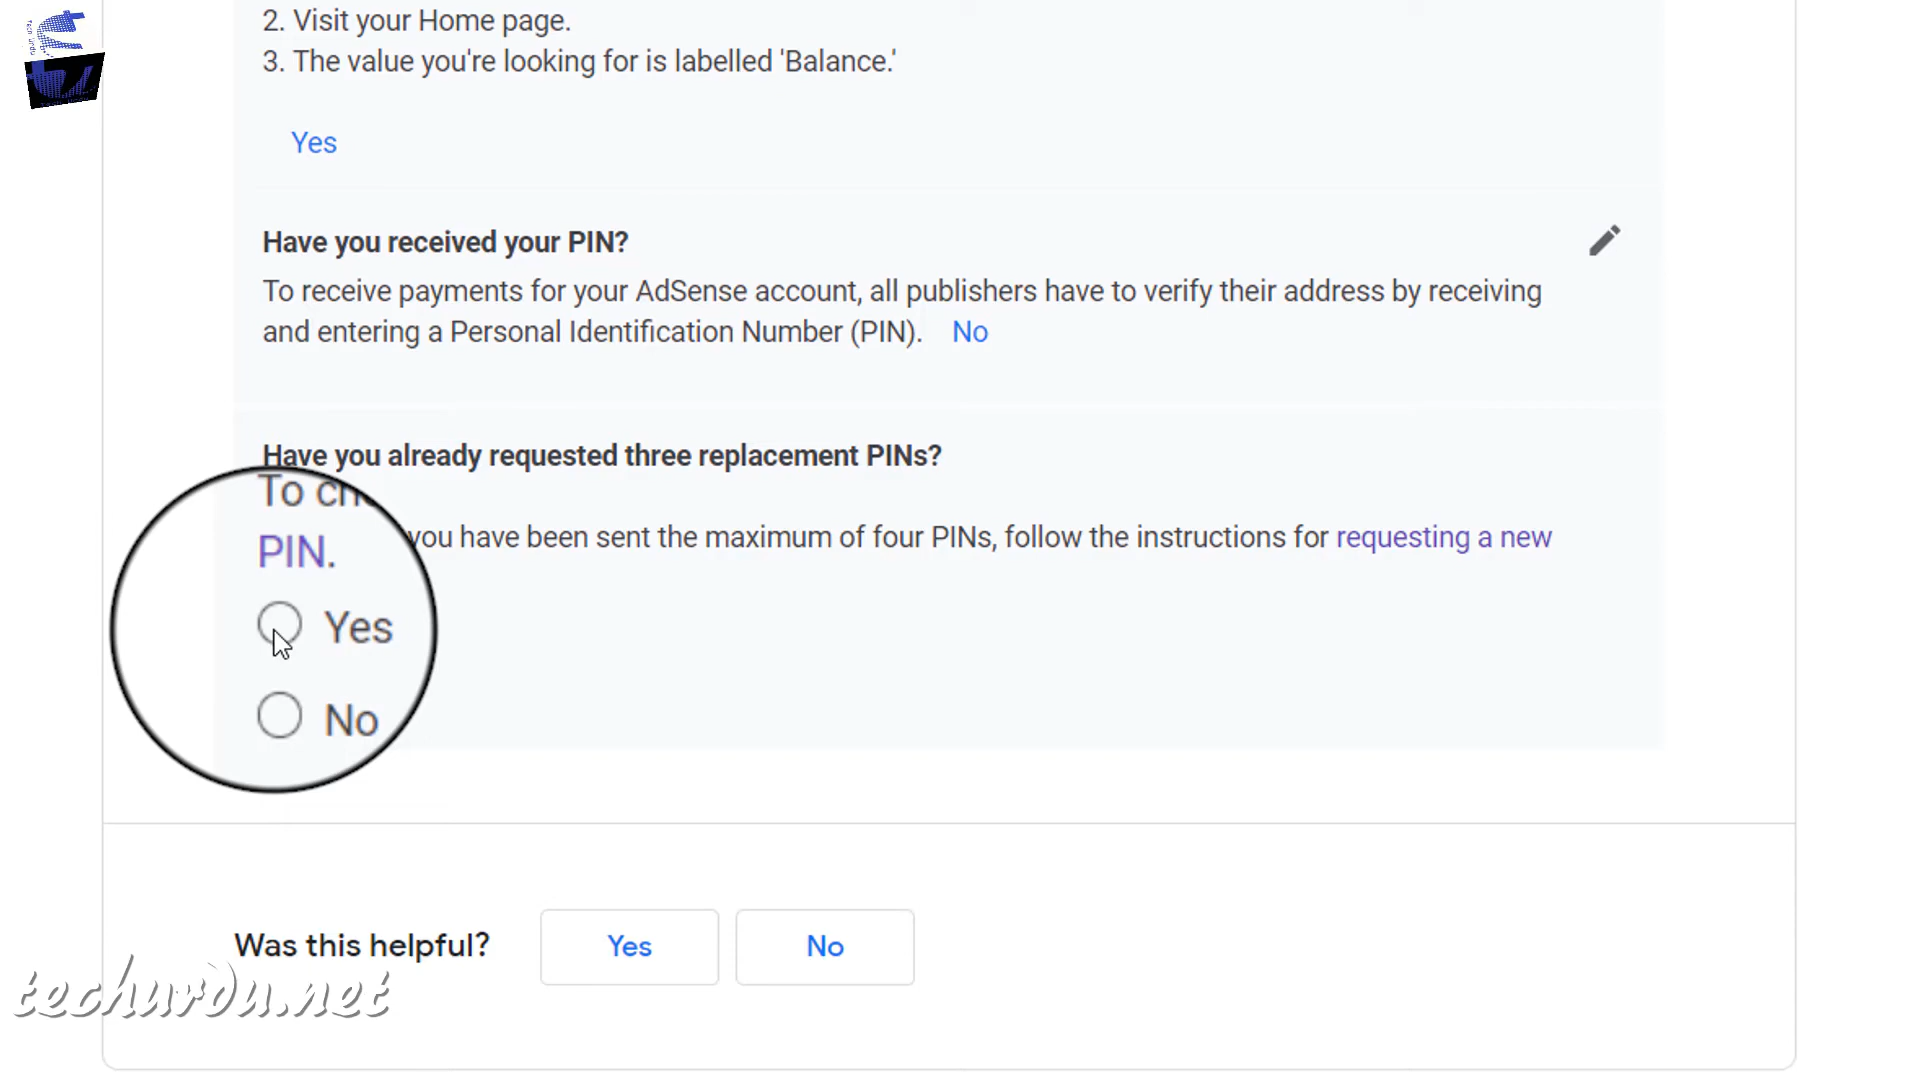 2. Visit your Home page.
3. The value you're looking for is labelled 'Balance.'
Yes
Have you received your PIN?
To receive payments for your AdSense account, all publishers have to verify their address by receiving
and entering a Personal Identification Number (PIN). No
Have you already requested three replacement PINs?
To
you have been sent the maximum of four PINs, follow the instructions for requesting a new
PIN.
Yes
No
Was this helpful? Yes No
techurdu.net